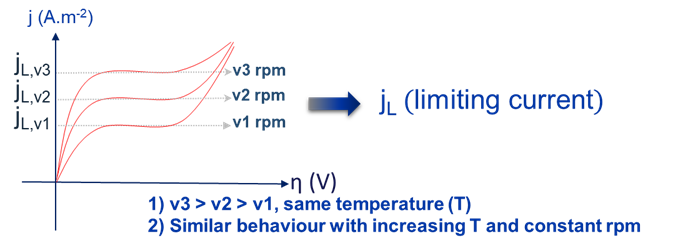 j (A.m-2)
jL,v3
v3 rpm
jL,v2
v2 rpm
jL (limiting current)
jL,v1
v1 rpm
η (V)
1) v3 > v2 > v1, same temperature (T)
2) Similar behaviour with increasing T and constant rpm